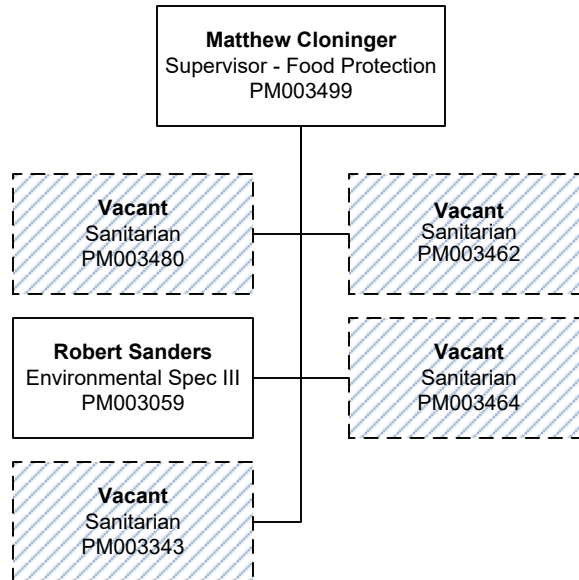 Matthew Cloninger
Supervisor - Food Protection
PM003499
Vacant
Sanitarian
PM003480
Vacant
Sanitarian
PM003462
Robert Sanders
Environmental Spec III
PM003059
Vacant
Sanitarian
PM003464
Vacant
Sanitarian
PM003343